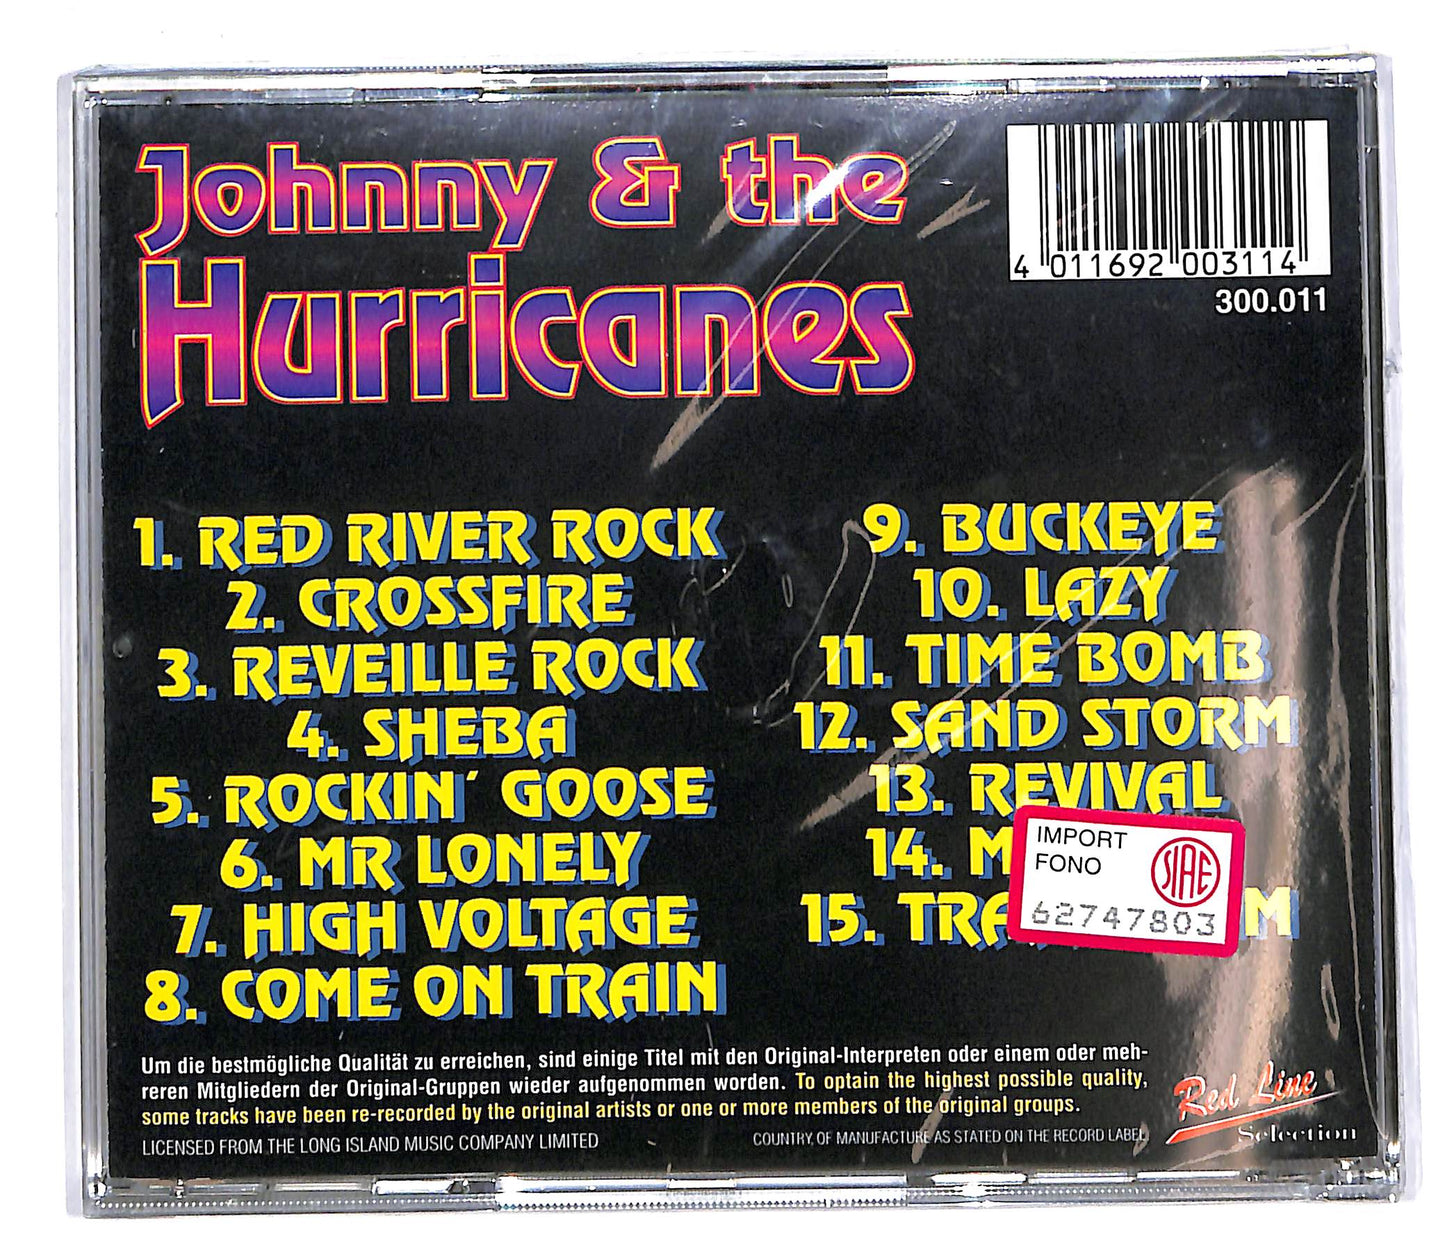 Johnny & the
Hurricanes
4 011692 003114
300.011
1. RED RIVER ROCK
2. CROSSFIRE
3. REVEILLE ROCK
4. SHEBA
5. ROCKIN´ GOOSE
6. MR LONELY
7. HIGH VOLTAGE
8. COME ON TRAIN
9. BUCKEYE
10. LAZY
11. TIME BOMB
12. SAND STORM
13. REVIVAL
14.
15.
IMPORT
FONO
SIAE
62747803
Um die bestmögliche Qualität zu erreichen, sind einige Titel mit den Original-Interpreten oder einem oder meh-
reren Mitgliedern der Original-Gruppen wieder aufgenommen worden. To optain the highest possible quality,
some tracks have been re-recorded by the original artists or one or more members of the original groups.
LICENSED FROM THE LONG ISLAND MUSIC COMPANY LIMITED
COUNTRY OF MANUFACTURE AS STATED ON THE RECORD LABEL
Red Line
Selection